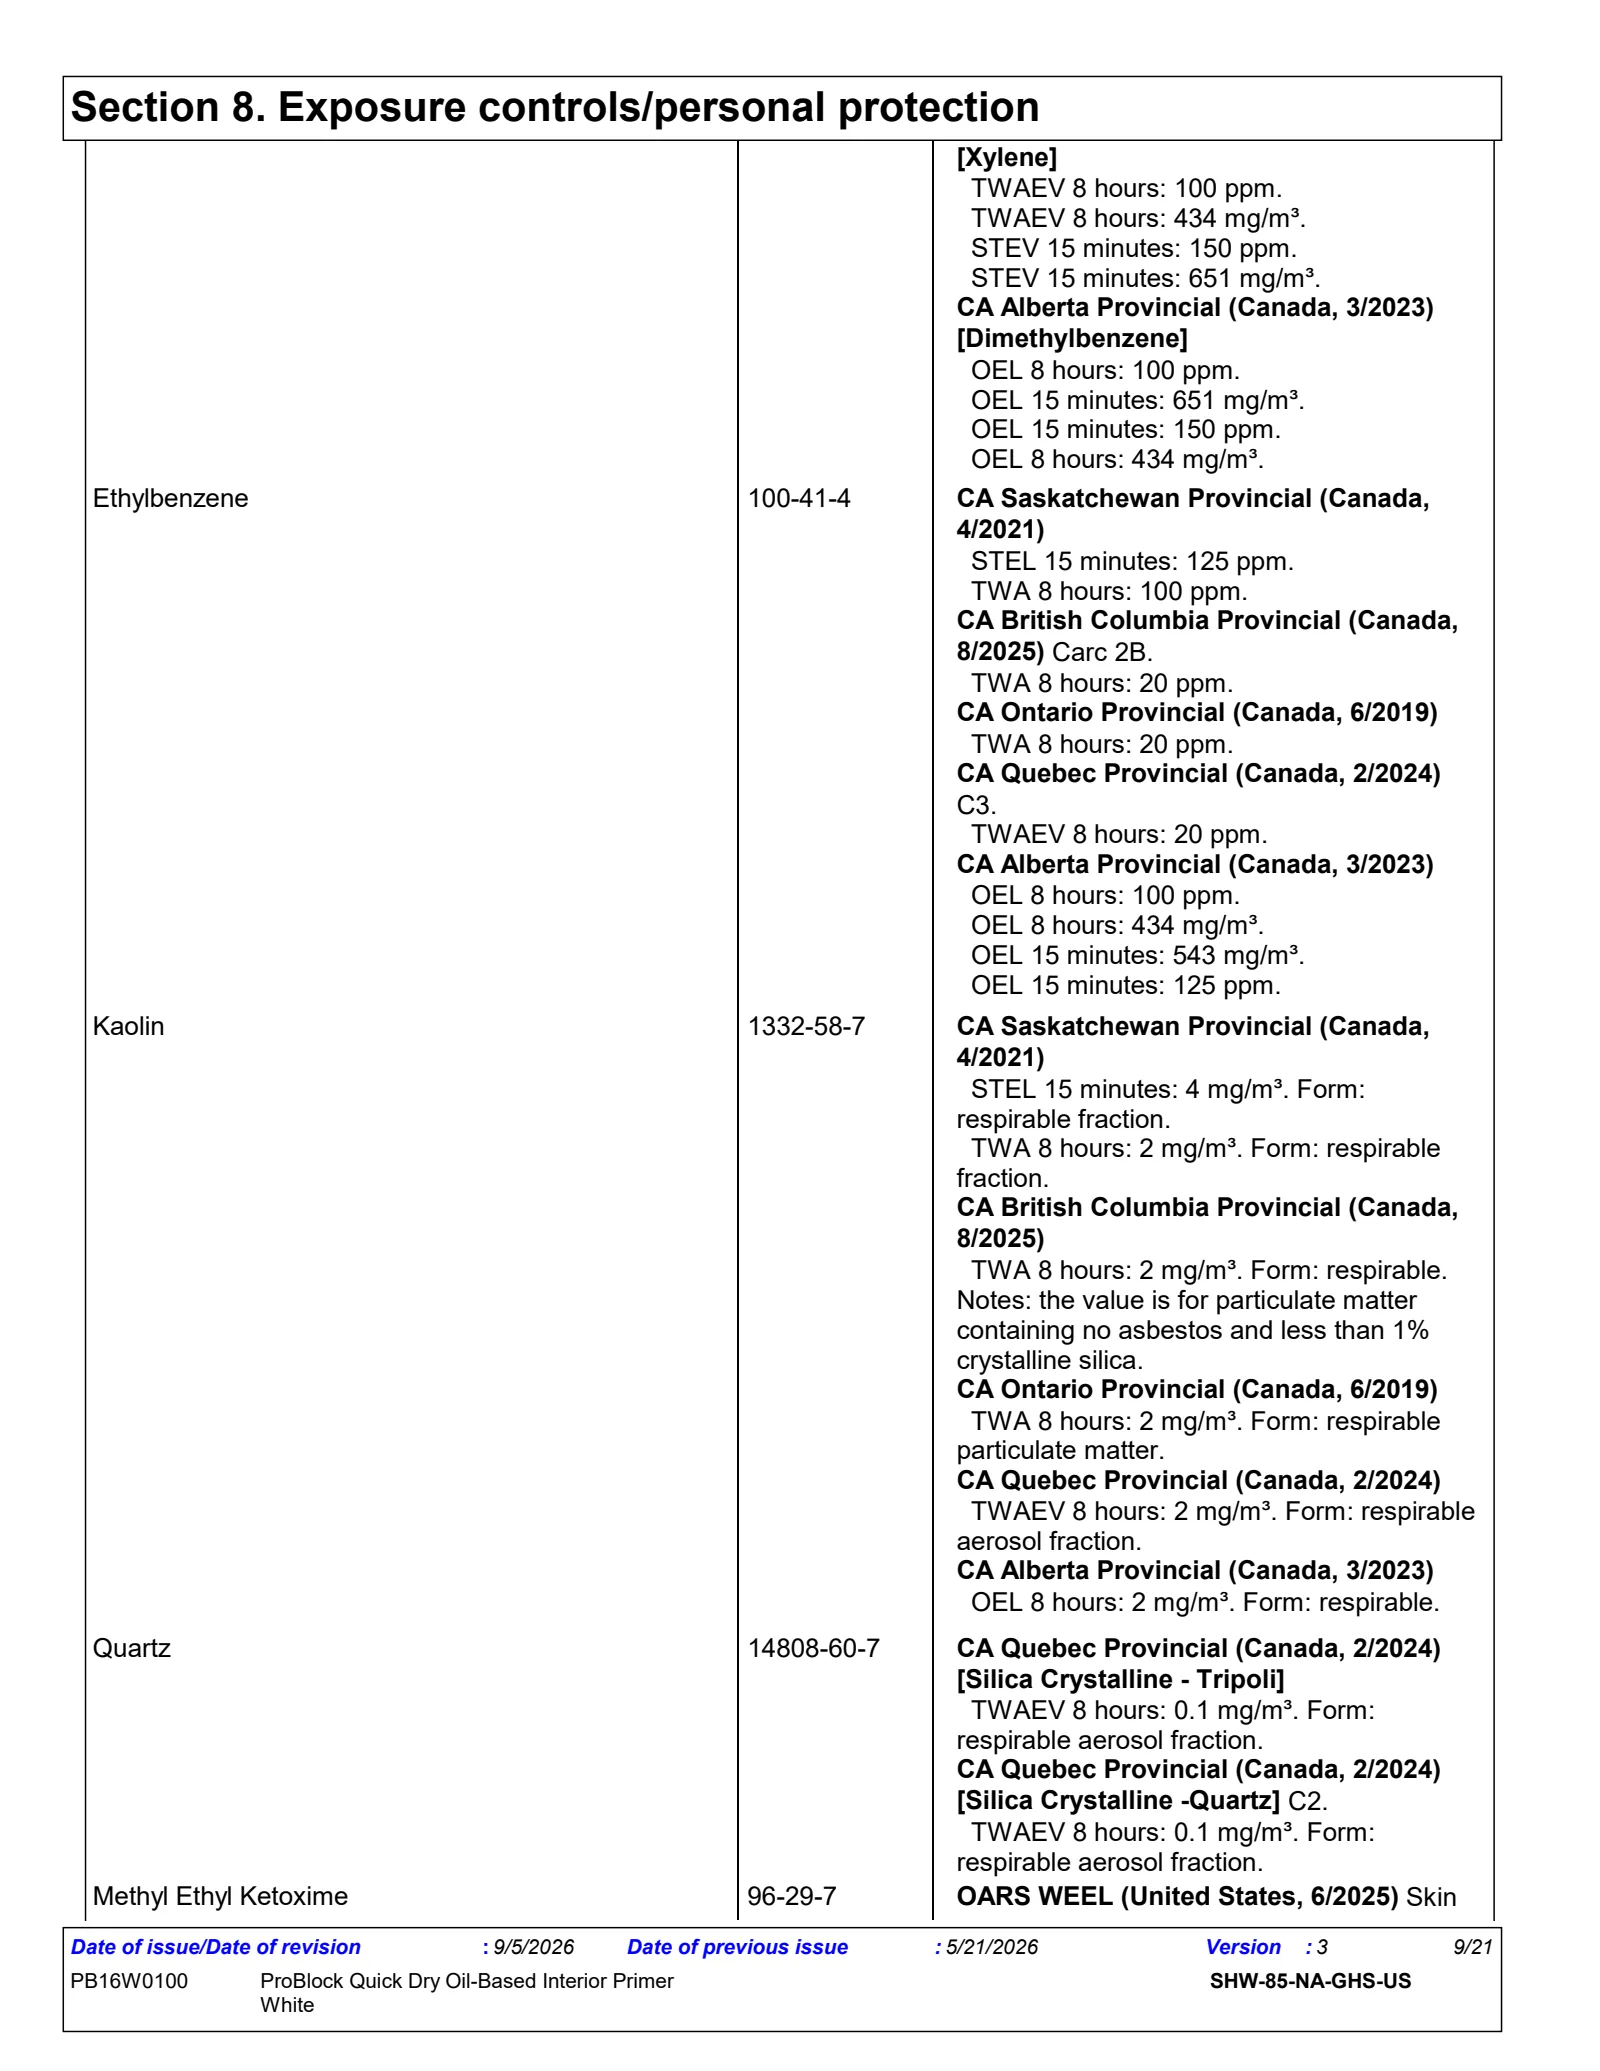 Section 8. Exposure controls/personal protection
[Xylene]
TWAEV 8 hours: 100 ppm.
TWAEV 8 hours: 434 mg/m³.
STEV 15 minutes: 150 ppm.
STEV 15 minutes: 651 mg/m³.
CA Alberta Provincial (Canada, 3/2023)
[Dimethylbenzene]
OEL 8 hours: 100 ppm.
OEL 15 minutes: 651 mg/m³.
OEL 15 minutes: 150 ppm.
OEL 8 hours: 434 mg/m³.
Ethylbenzene 100-41-4 CA Saskatchewan Provincial (Canada,
4/2021)
STEL 15 minutes: 125 ppm.
TWA 8 hours: 100 ppm.
CA British Columbia Provincial (Canada,
8/2025) Carc 2B.
TWA 8 hours: 20 ppm.
CA Ontario Provincial (Canada, 6/2019)
TWA 8 hours: 20 ppm.
CA Quebec Provincial (Canada, 2/2024)
C3.
TWAEV 8 hours: 20 ppm.
CA Alberta Provincial (Canada, 3/2023)
OEL 8 hours: 100 ppm.
OEL 8 hours: 434 mg/m³.
OEL 15 minutes: 543 mg/m³.
OEL 15 minutes: 125 ppm.
Kaolin 1332-58-7 CA Saskatchewan Provincial (Canada,
4/2021)
STEL 15 minutes: 4 mg/m³. Form:
respirable fraction.
TWA 8 hours: 2 mg/m³. Form: respirable
fraction.
CA British Columbia Provincial (Canada,
8/2025)
TWA 8 hours: 2 mg/m³. Form: respirable.
Notes: the value is for particulate matter
containing no asbestos and less than 1%
crystalline silica.
CA Ontario Provincial (Canada, 6/2019)
TWA 8 hours: 2 mg/m³. Form: respirable
particulate matter.
CA Quebec Provincial (Canada, 2/2024)
TWAEV 8 hours: 2 mg/m³. Form: respirable
aerosol fraction.
CA Alberta Provincial (Canada, 3/2023)
OEL 8 hours: 2 mg/m³. Form: respirable.
Quartz 14808-60-7 CA Quebec Provincial (Canada, 2/2024)
[Silica Crystalline - Tripoli]
TWAEV 8 hours: 0.1 mg/m³. Form:
respirable aerosol fraction.
CA Quebec Provincial (Canada, 2/2024)
[Silica Crystalline -Quartz] C2.
TWAEV 8 hours: 0.1 mg/m³. Form:
respirable aerosol fraction.
Methyl Ethyl Ketoxime 96-29-7 OARS WEEL (United States, 6/2025) Skin
Date of issue/Date of revision : 9/5/2026 Date of previous issue : 5/21/2026 Version : 3 9/21
PB16W0100 ProBlock Quick Dry Oil-Based Interior Primer SHW-85-NA-GHS-US
White